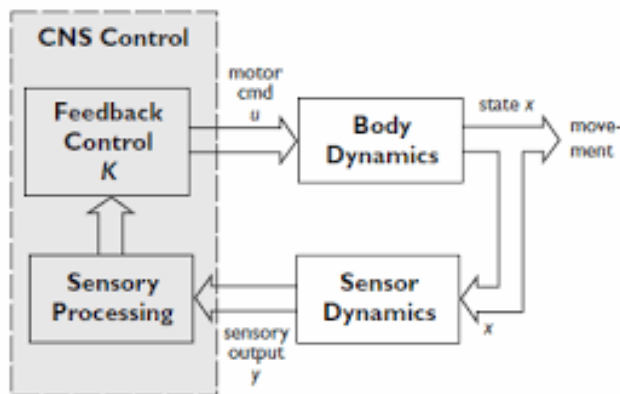 CNS Control
Feedback
Control
K
motor
cmd
u
Body
Dynamics
state x
move-
ment
Sensory
Processing
sensory
output
y
Sensor
Dynamics
x